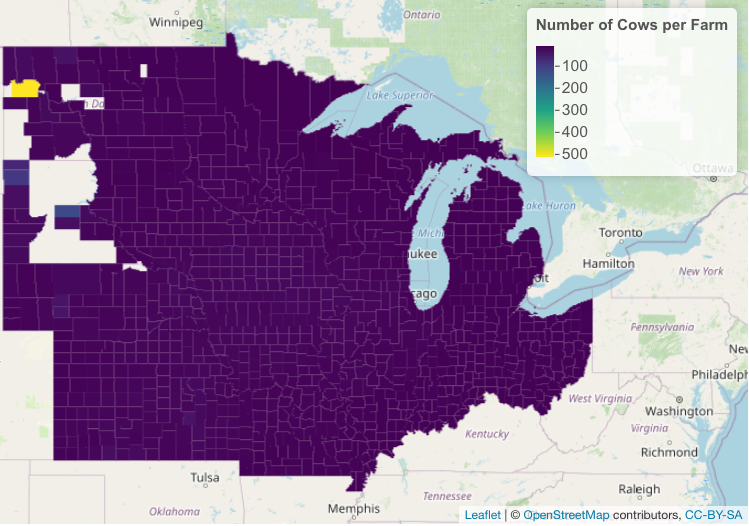 Winnipeg
Ontario
Number of Cows per Farm
100
200
300
400
500
Lake Superior
Da
Ottawa
ake Huron
Toronto
Michi
ukee
Hamilton
New York
oit
cago
Pennsylvania
New
Philadelph
West Virginia
Washington
Kentucky
Virginia
Richmond
Tulsa
Raleigh
Tennessee
Oklahoma
Memphis
Leaflet | © OpenStreetMap contributors, CC-BY-SA